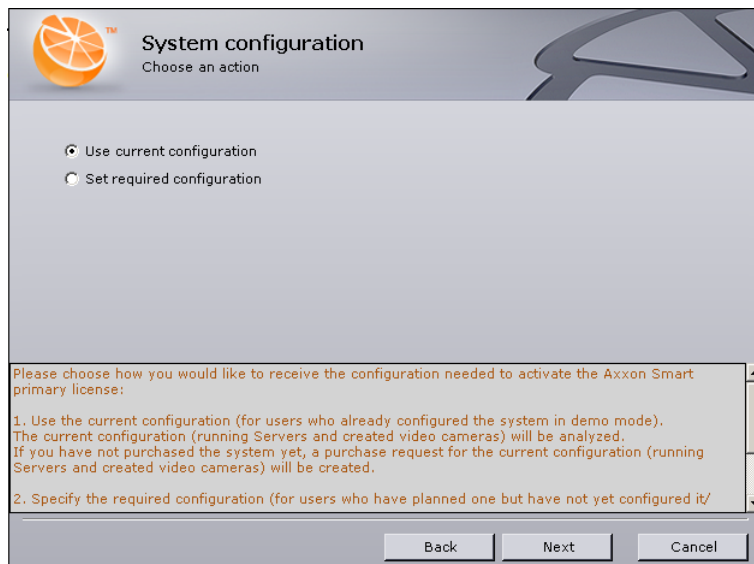 TM
System configuration
Choose an action
Use current configuration
Set required configuration
Please choose how you would like to receive the configuration needed to activate the Axxon Smart
primary license:
1. Use the current configuration (for users who already configured the system in demo mode).
The current configuration (running Servers and created video cameras) will be analyzed.
If you have not purchased the system yet, a purchase request for the current configuration (running
Servers and created video cameras) will be created.
2. Specify the required configuration (for users who have planned one but have not yet configured it/
Back Next Cancel